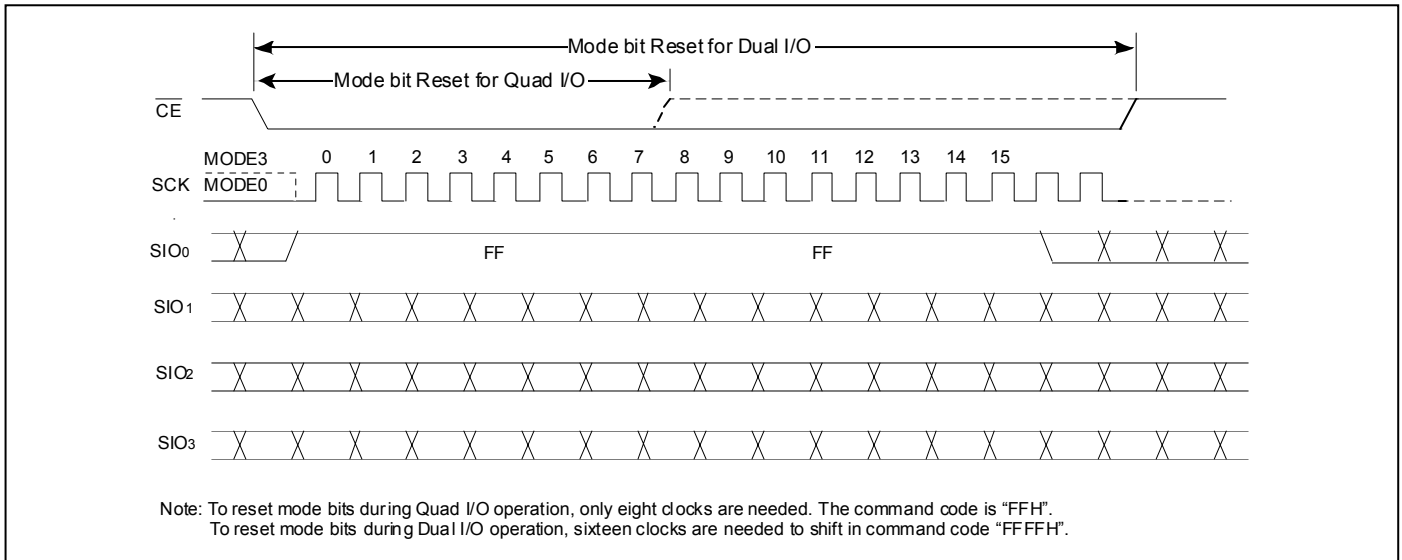 Mode bit Reset for Dual I/O
Mode bit Reset for Quad I/O
CE
MODE3 0 1 2 3 4 5 6 7 8 9 10 11 12 13 14 15
SCK MODE0
SIO0 FF FF
SIO1
SIO2
SIO3
Note: To reset mode bits during Quad I/O operation, only eight clocks are needed. The command code is “FFH”.
To reset mode bits during Dual I/O operation, sixteen clocks are needed to shift in command code “FFFFH”.